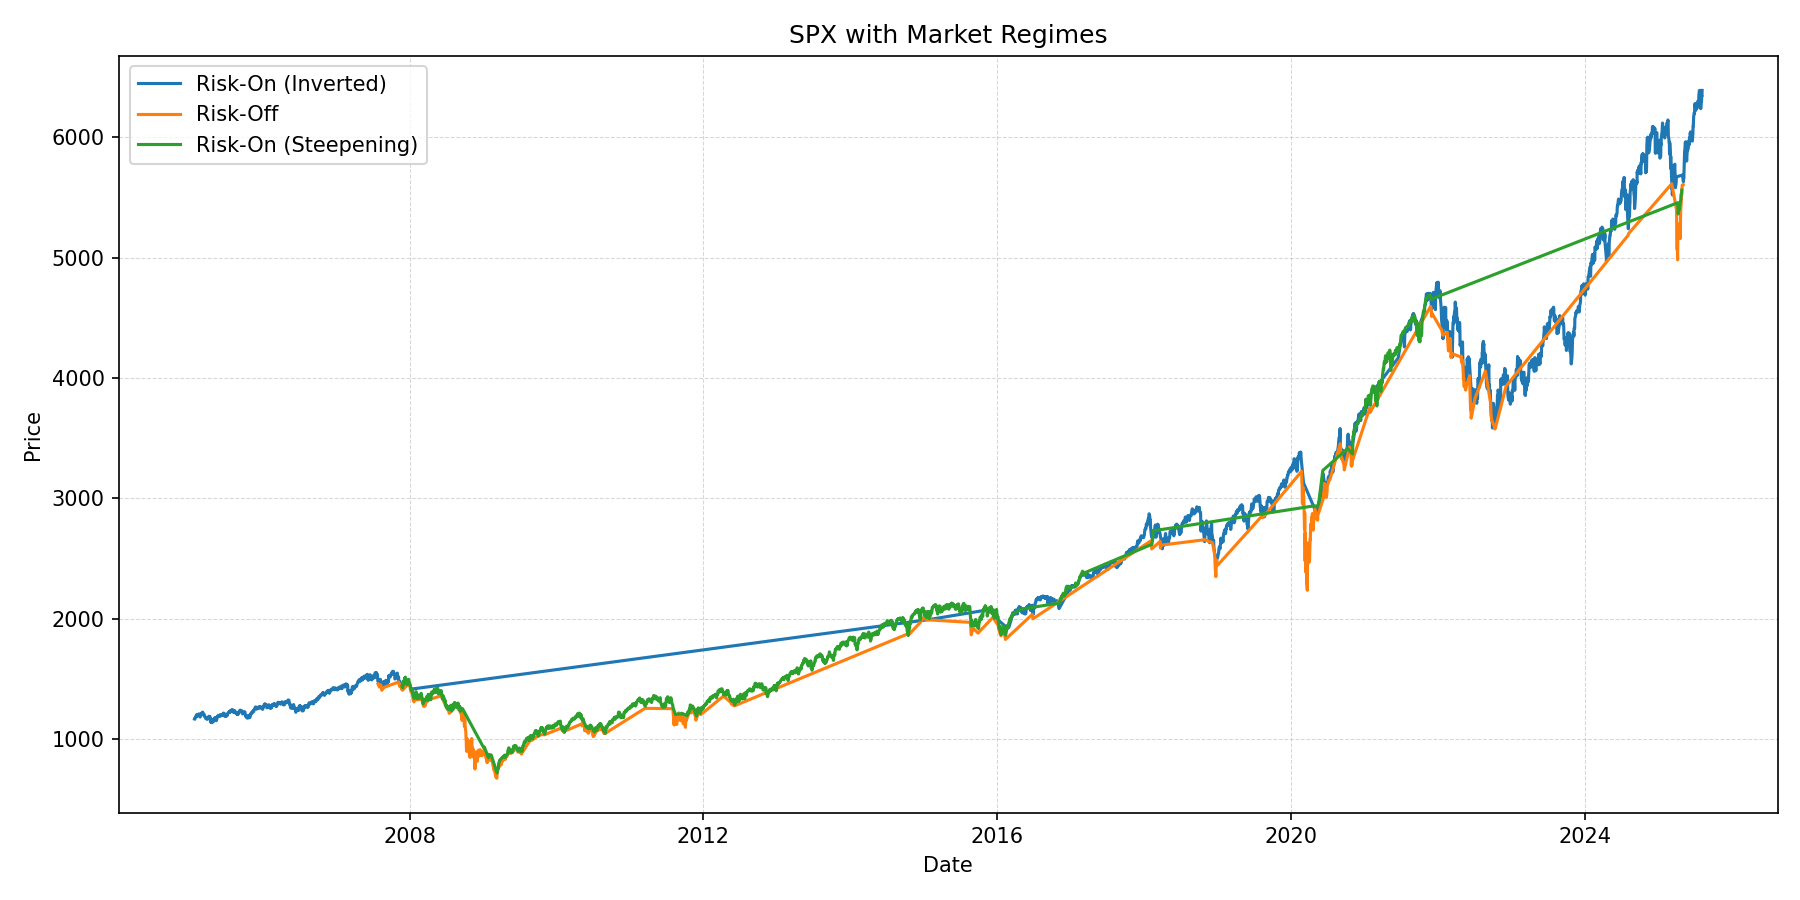 SPX with Market Regimes
Risk-On (Inverted)
Risk-Off
Risk-On (Steepening)
6000
5000
4000
3000
2000
1000
Price
2008
2012
2016
2020
2024
Date